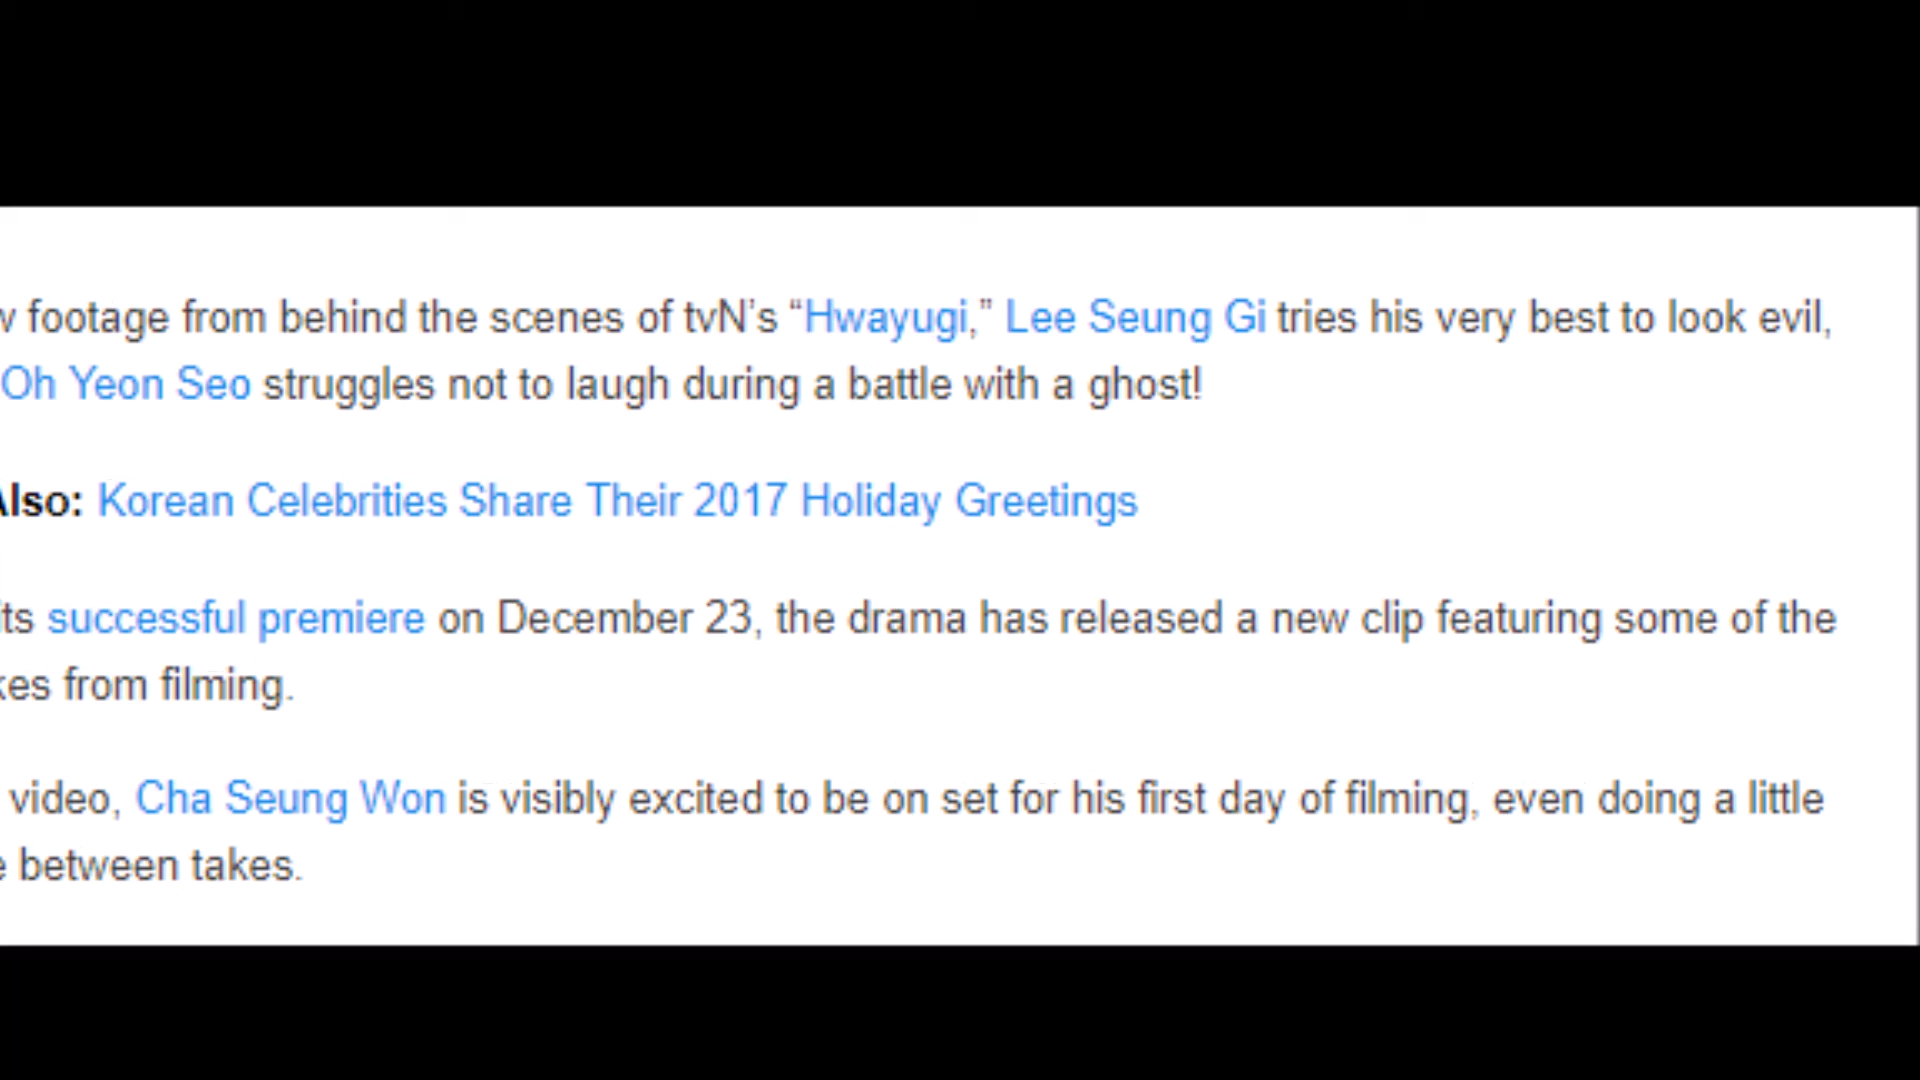 footage from behind the scenes of tvN’s “Hwayugi,” Lee Seung Gi tries his very best to look evil,
Oh Yeon Seo struggles not to laugh during a battle with a ghost!
Also: Korean Celebrities Share Their 2017 Holiday Greetings
its successful premiere on December 23, the drama has released a new clip featuring some of the
from filming.
video, Cha Seung Won is visibly excited to be on set for his first day of filming, even doing a little
between takes.